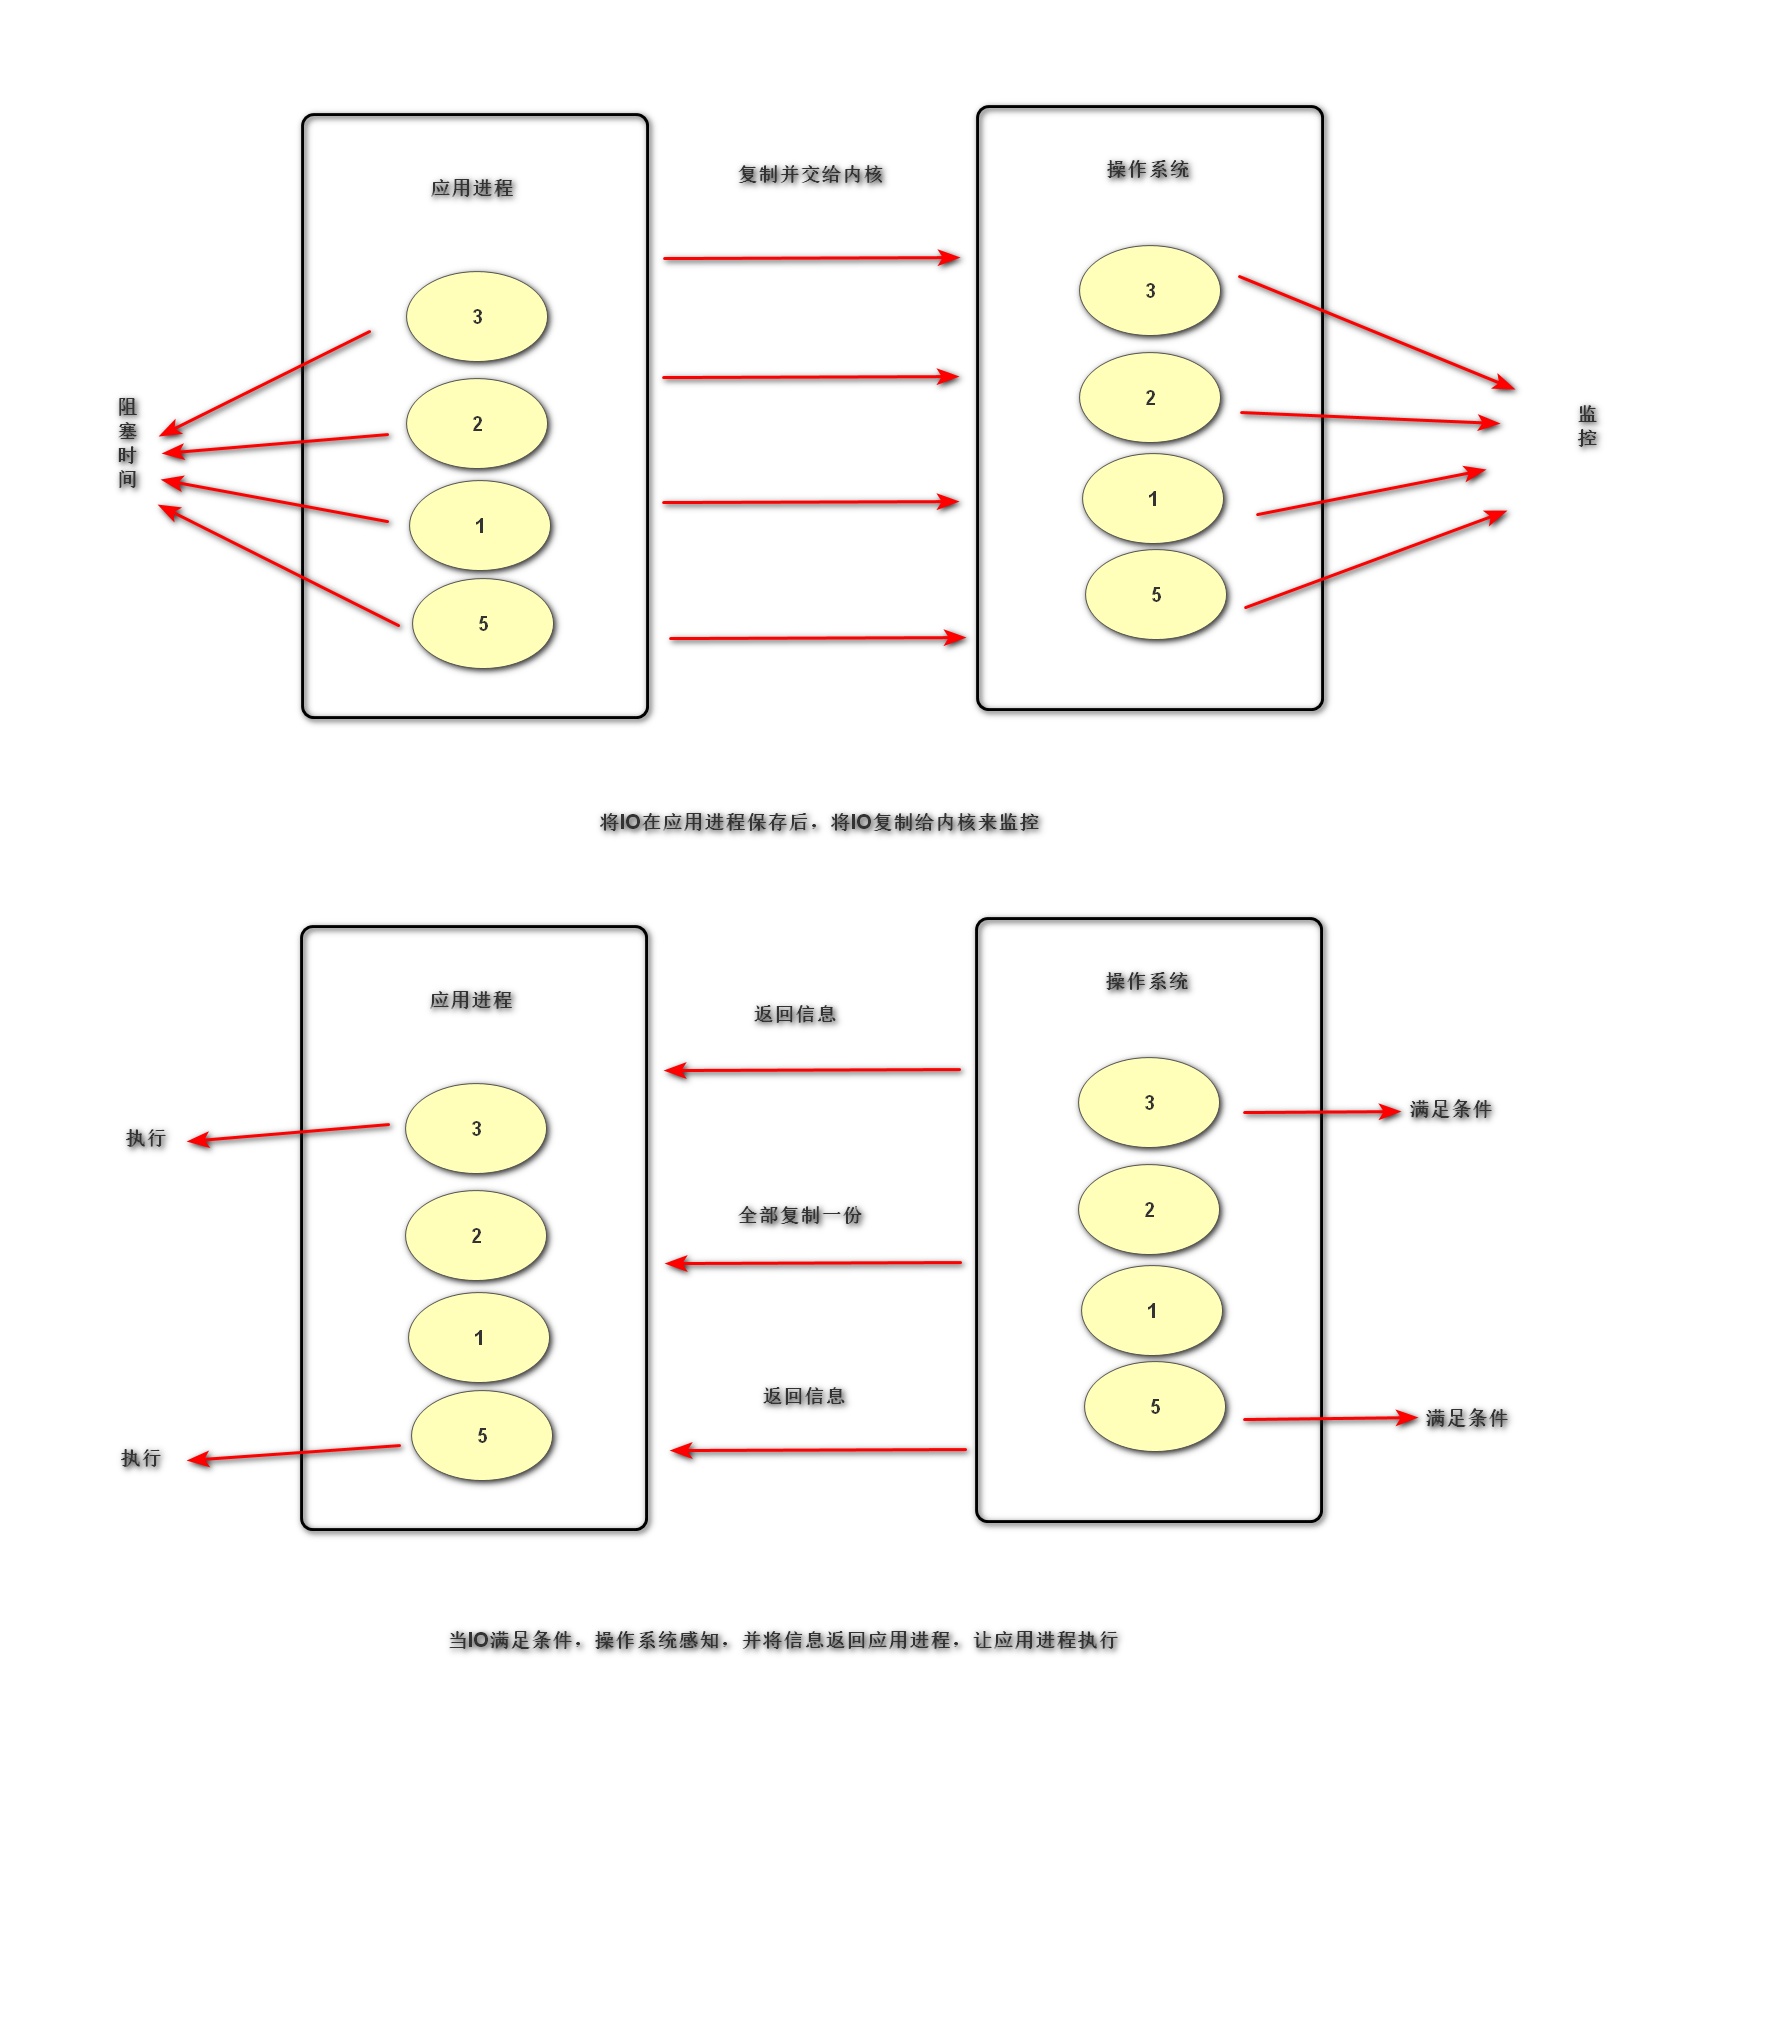 应用进程
复制并交给内核
操作系统
3
2
1
5
3
2
1
5
阻塞时间
监控
将IO在应用进程保存后，将IO复制给内核来监控
应用进程
返回信息
操作系统
执行
3
3
满足条件
2
全部复制一份
2
1
1
返回信息
执行
5
5
满足条件
当IO满足条件，操作系统感知，并将信息返回应用进程，让应用进程执行